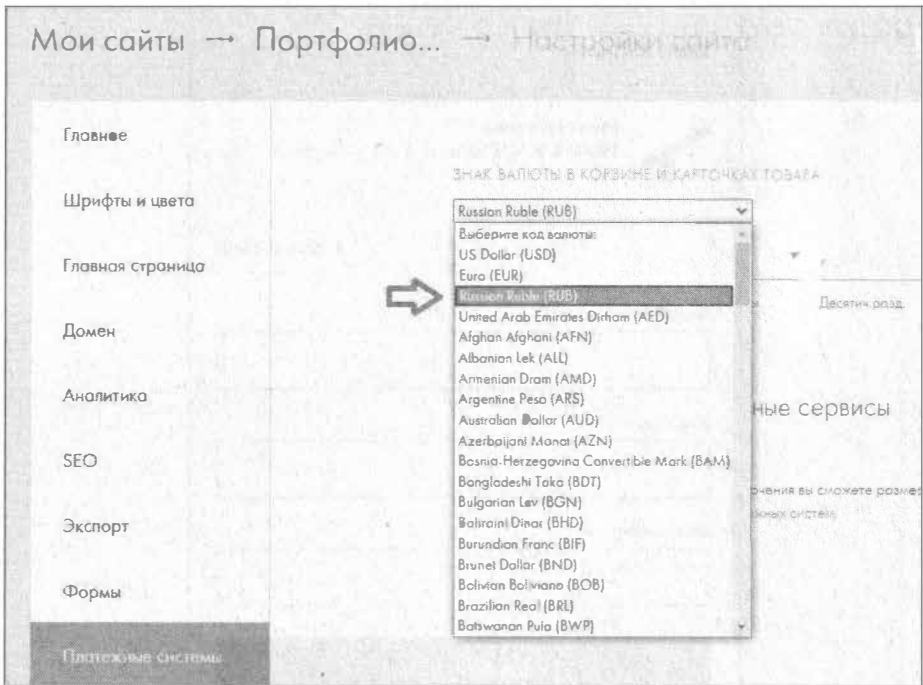 Мои сайты → Портфолио... → Настройки сайта
Главное
Шрифты и цвета
Главная страница
Домен
Аналитика
SEO
Экспорт
Формы
Платежные системы
ЗНАК ВАЛЮТЫ В КОРЗИНЕ И КАРТОЧКАХ ТОВАРА
Russian Ruble (RUB)
Выберите код валюты:
US Dollar (USD)
Euro (EUR)
Russian Ruble (RUB)
United Arab Emirates Dirham (AED)
Afghan Afghani (AFN)
Albanian Lek (ALL)
Armenian Dram (AMD)
Argentine Peso (ARS)
Australian Dollar (AUD)
Azerbaijani Manat (AZN)
Bosnia-Herzegovina Convertible Mark (BAM)
Bangladeshi Taka (BDT)
Bulgarian Lev (BGN)
Bahraini Dinar (BHD)
Burundian Franc (BIF)
Brunei Dollar (BND)
Bolivian Boliviano (BOB)
Brazilian Real (BRL)
Batswanan Pula (BWP)
Десятич. разд.
ные сервисы
очения вы сможете размес
жных систем